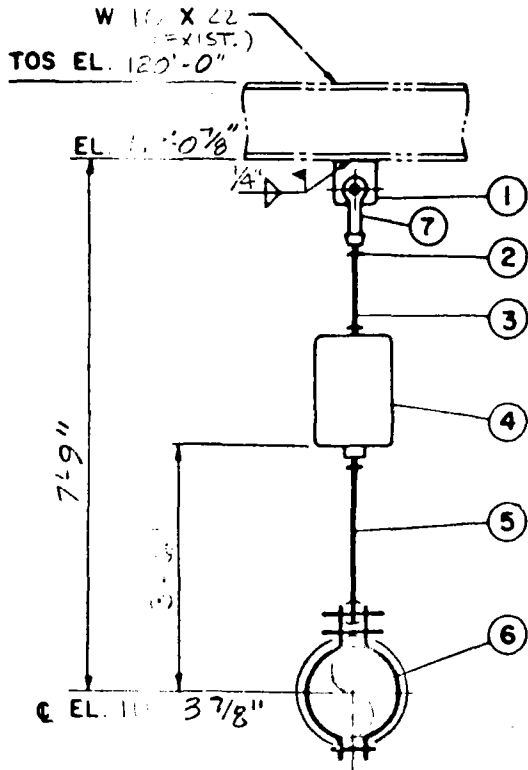 W X 22
EXIST.)
TOS EL. 120'-0"
EL. 0 7/8"
1/4"
1
7
2
3
4
7'-9"
5
6
℄ EL. 3 7/8"